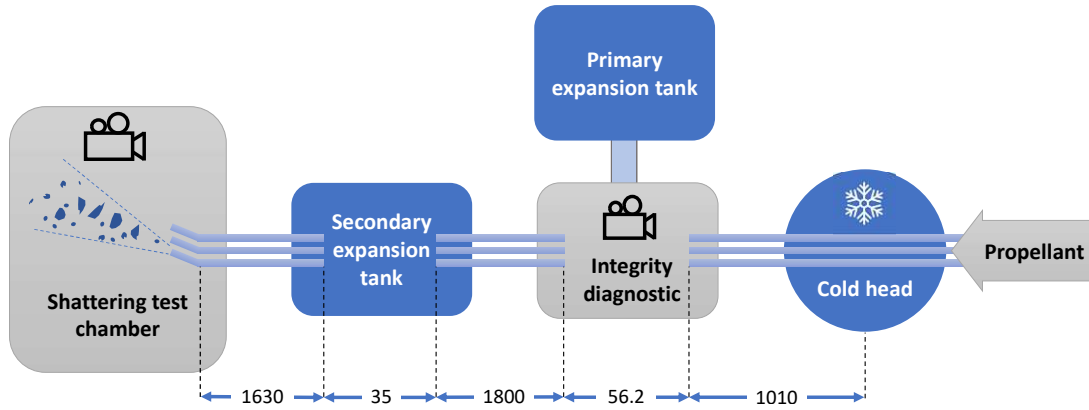 Primary
expansion tank
Secondary
expansion
tank
Integrity
diagnostic
Propellant
Cold head
Shattering test
chamber
1630
35
1800
56.2
1010